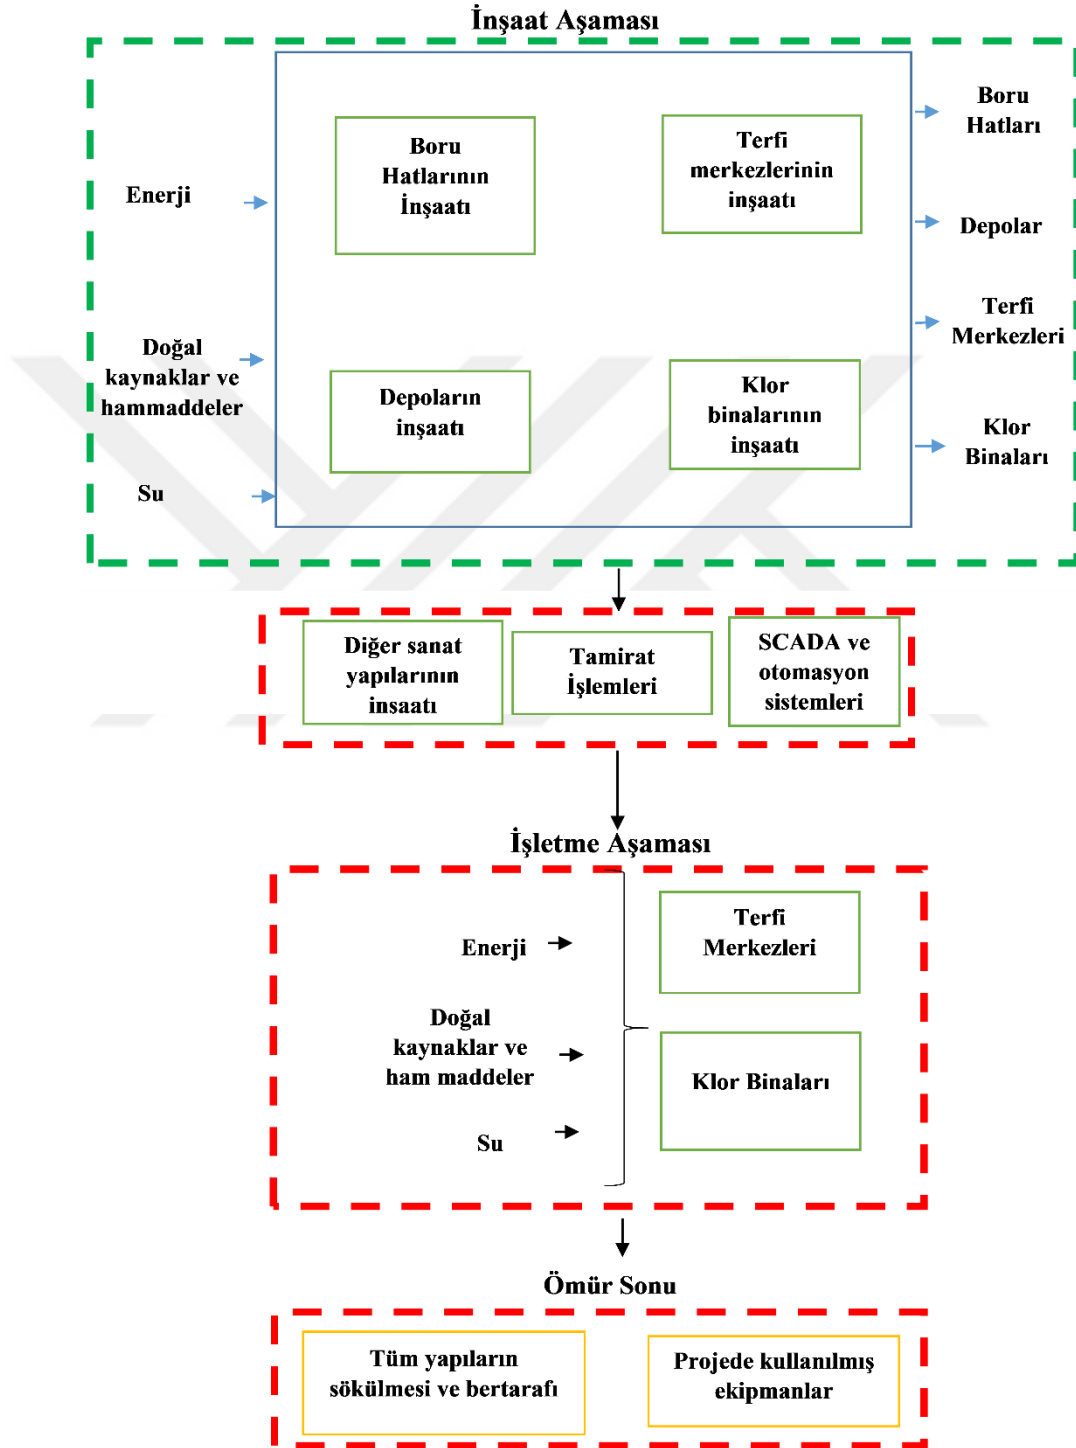 İnşaat Aşaması
Enerji
Doğal
kaynaklar ve
hammaddeler
Su
Boru
Hatlarının
İnşaatı
Terfi
merkezlerinin
inşaatı
Depoların
inşaatı
Klor
binalarının
inşaatı
Boru
Hatları
Depolar
Terfi
Merkezleri
Klor
Binaları
Diğer sanat
yapılarının
insaatı
Tamirat
İşlemleri
SCADA ve
otomasyon
sistemleri
İşletme Aşaması
Enerji
Doğal
kaynaklar ve
ham maddeler
Su
Terfi
Merkezleri
Klor Binaları
Ömür Sonu
Tüm yapıların
sökülmesi ve bertarafı
Projede kullanılmış
ekipmanlar